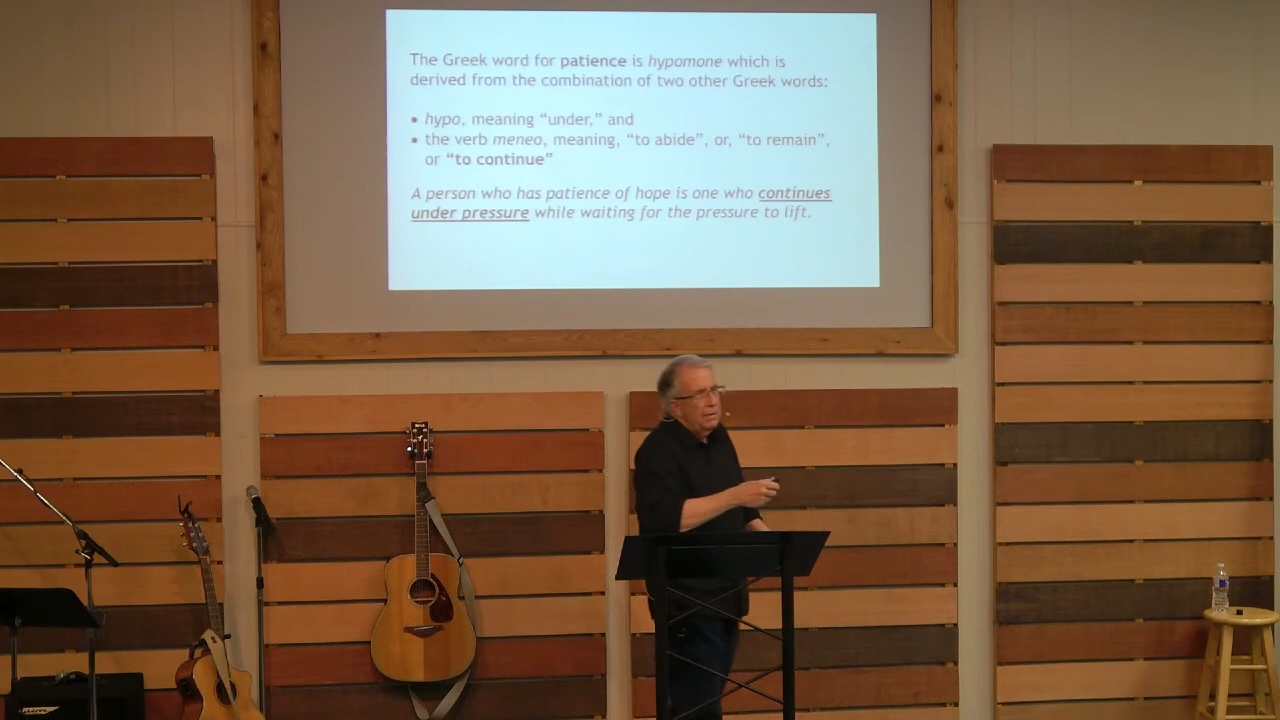 The Greek word for patience is hypomone which is
derived from the combination of two other Greek words:
• hypo, meaning “under,” and
• the verb meneo, meaning, “to abide”, or, “to remain”,
or “to continue”
A person who has patience of hope is one who continues
under pressure while waiting for the pressure to lift.